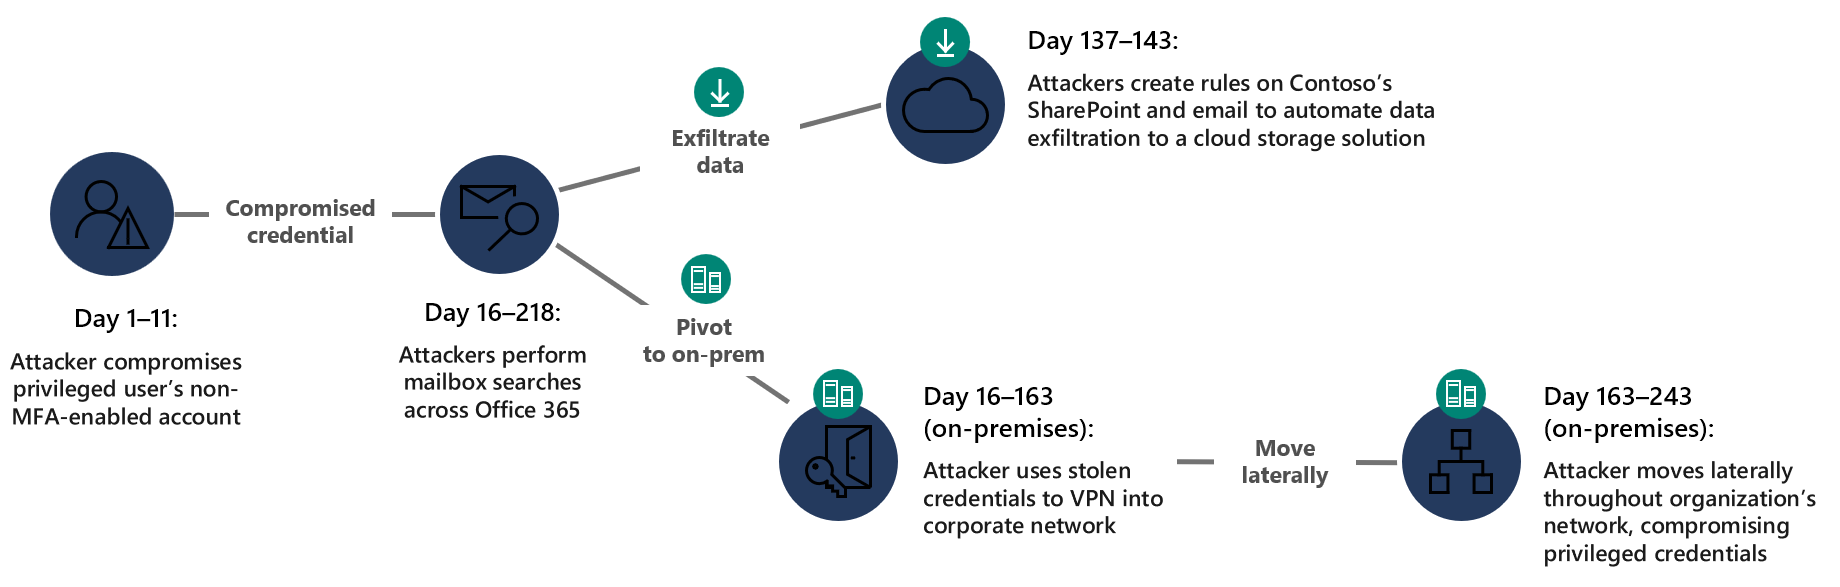 Day 1–11:
Attacker compromises
privileged user's non-
MFA-enabled account
Compromised
credential
Day 16–218:
Attackers perform
mailbox searches
across Office 365
Exfiltrate
data
Day 137–143:
Attackers create rules on Contoso's
SharePoint and email to automate data
exfiltration to a cloud storage solution
Pivot
to on-prem
Day 16–163
(on-premises):
Attacker uses stolen
credentials to VPN into
corporate network
Move
laterally
Day 163–243
(on-premises):
Attacker moves laterally
throughout organization's
network, compromising
privileged credentials